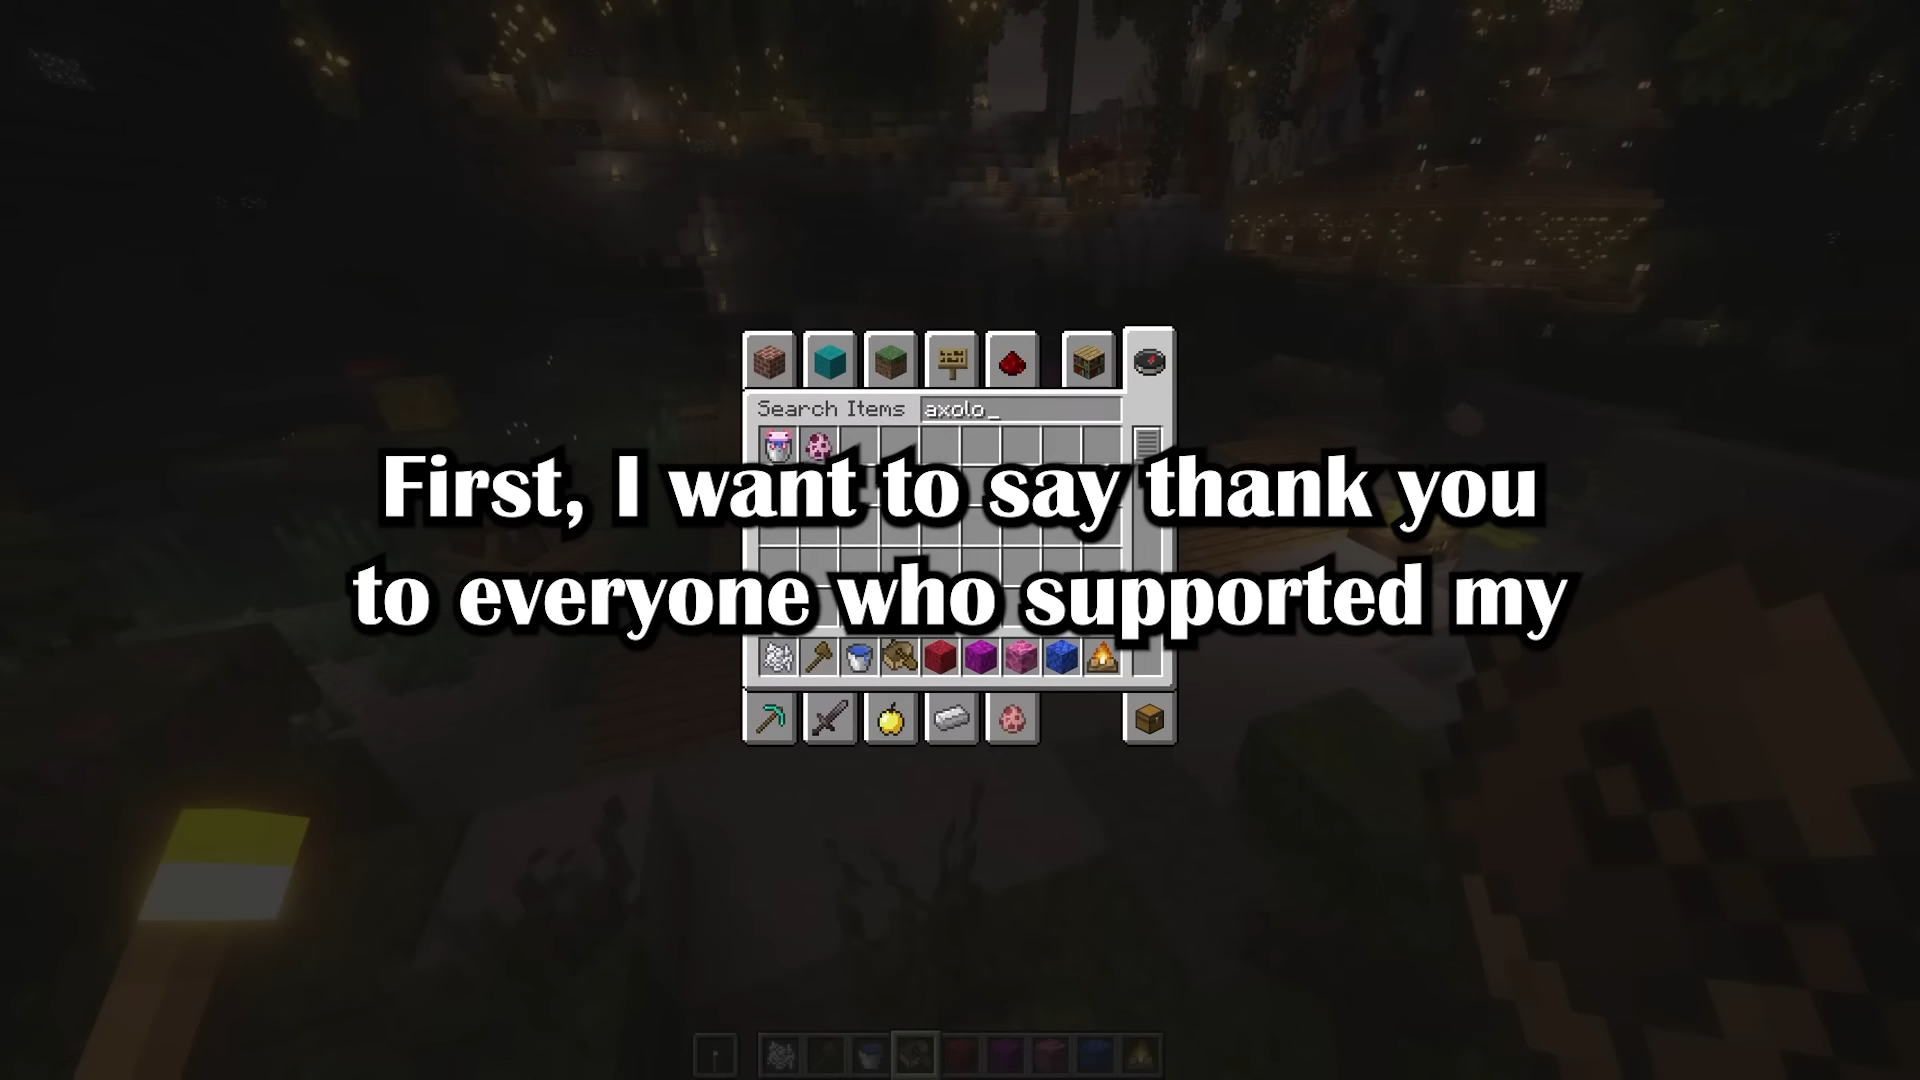 Search Items axolo_
First, I want to say thank you
to everyone who supported my